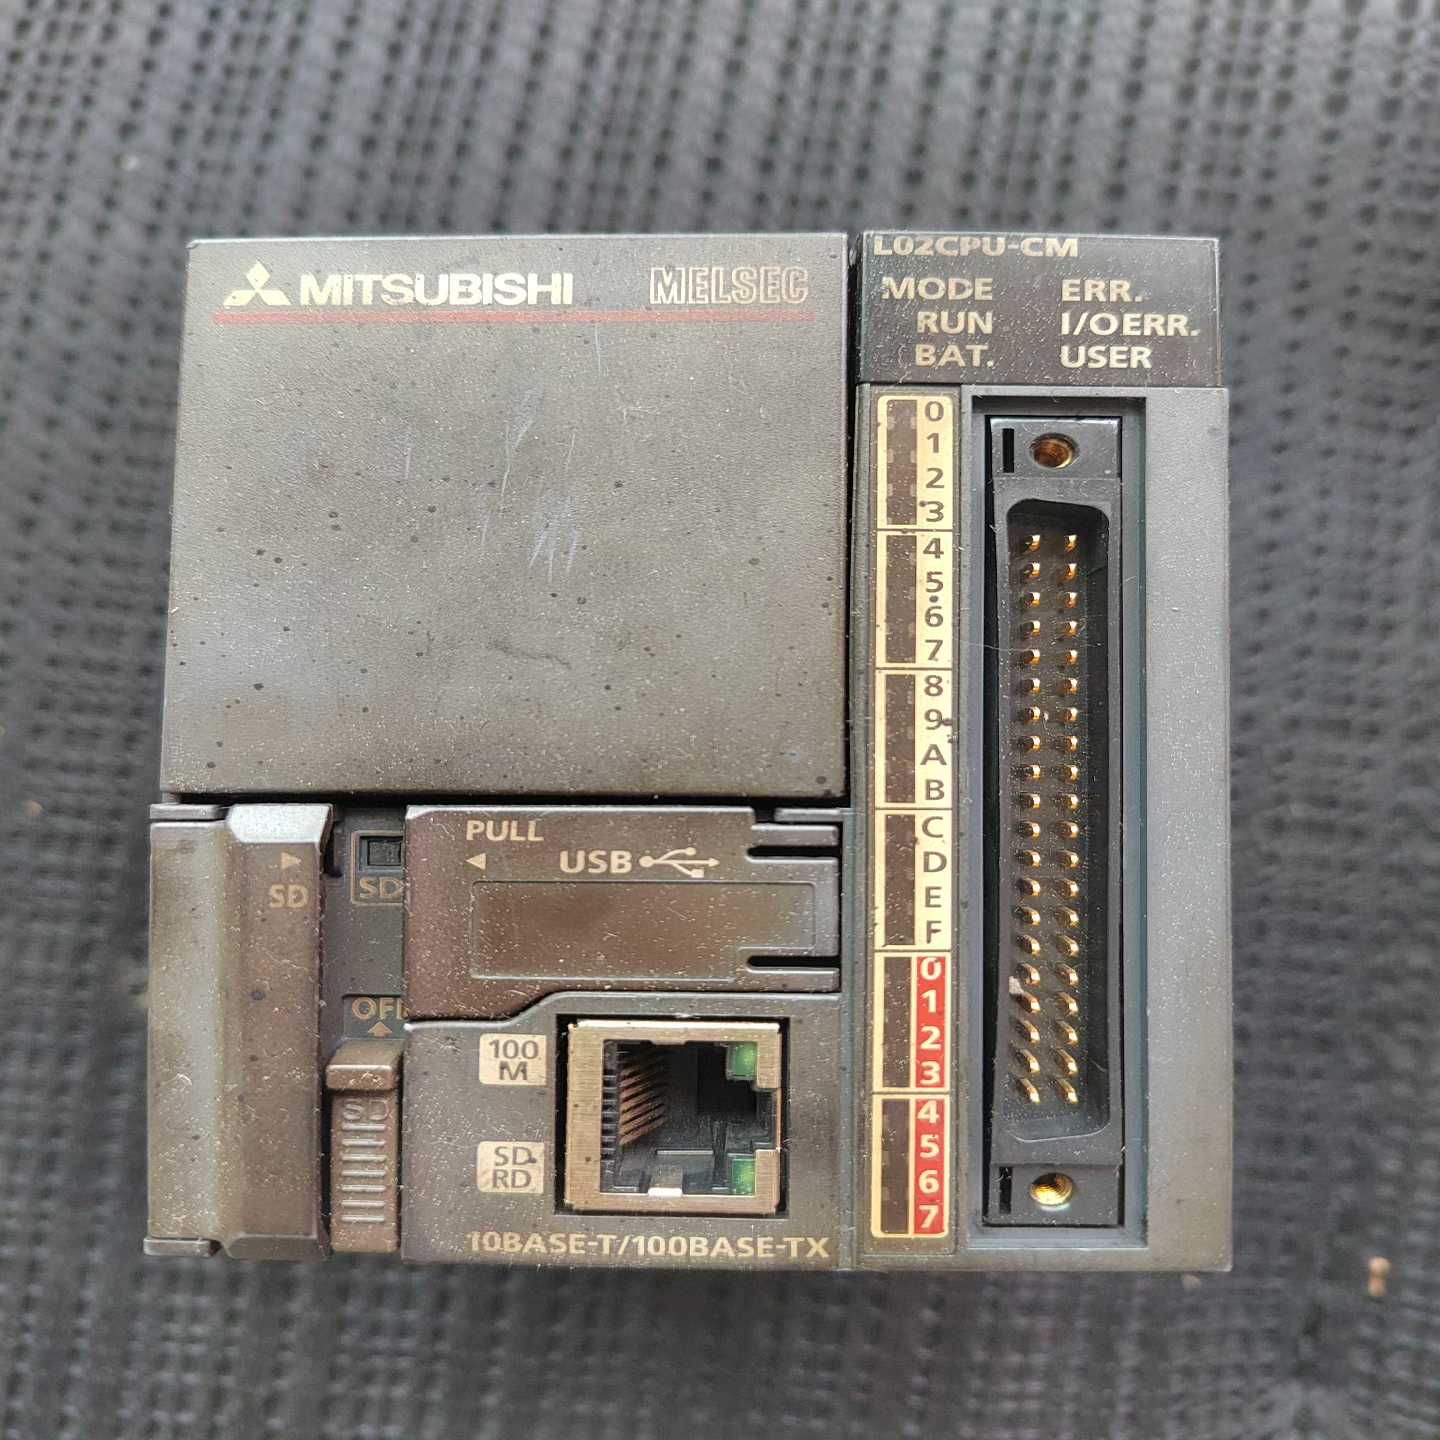 MITSUBISHI MELSEC
L02CPU-CM
MODE ERR.
RUN I/O ERR.
BAT. USER
0
1
2
3
4
5
6
7
8
9
A
B
C
D
E
F
0
1
2
3
4
5
6
7
PULL
USB
SD
SD
OFF
SD
100
M
SD
RD
10BASE-T/100BASE-TX